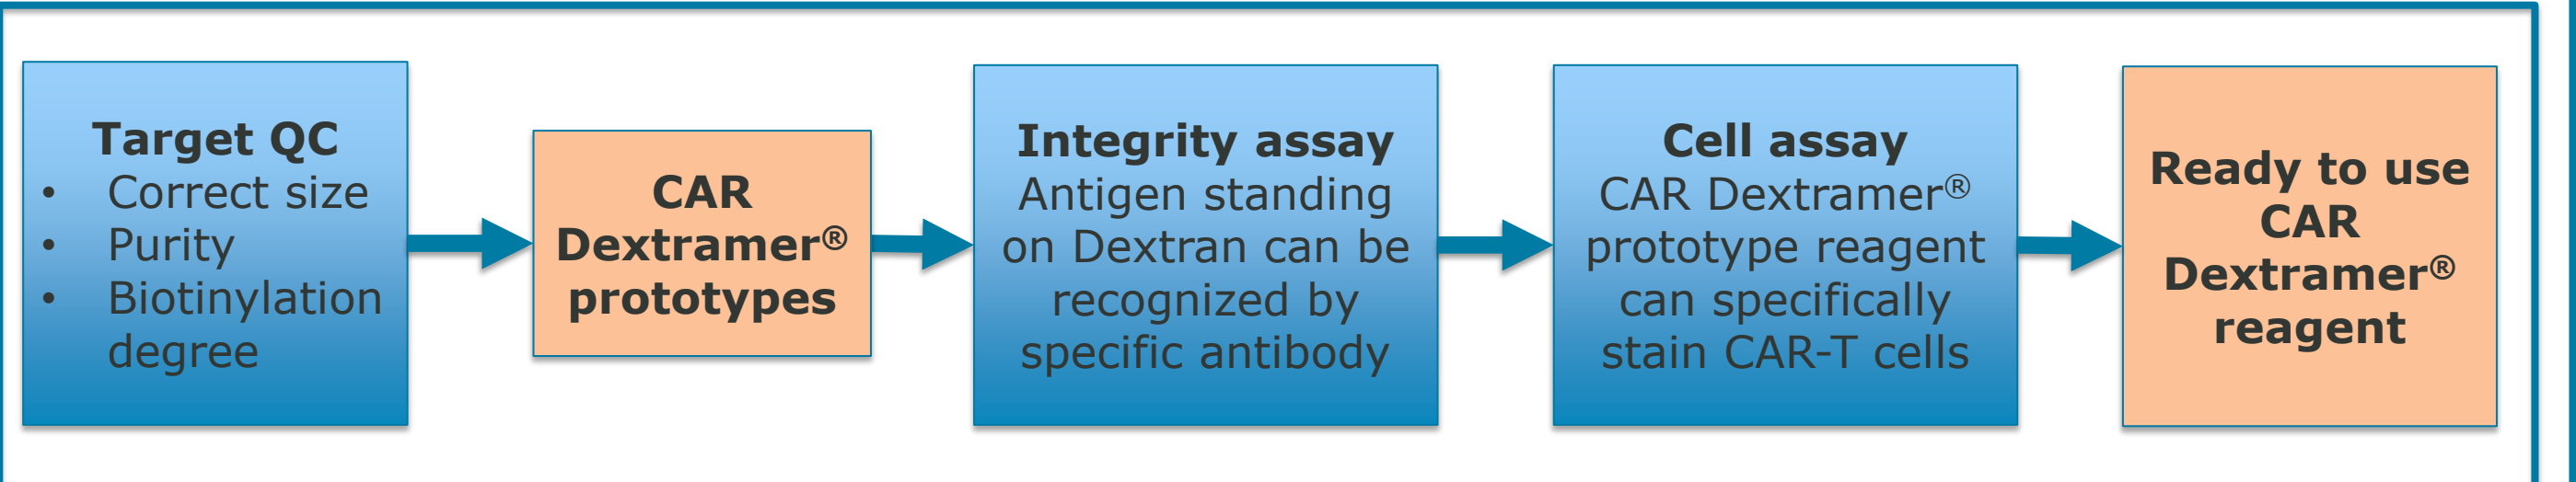 Target QC
• Correct size
• Purity
• Biotinylation
degree
CAR
Dextramer®
prototypes
Integrity assay
Antigen standing
on Dextran can be
recognized by
specific antibody
Cell assay
CAR Dextramer®
prototype reagent
can specifically
stain CAR-T cells
Ready to use
CAR
Dextramer®
reagent